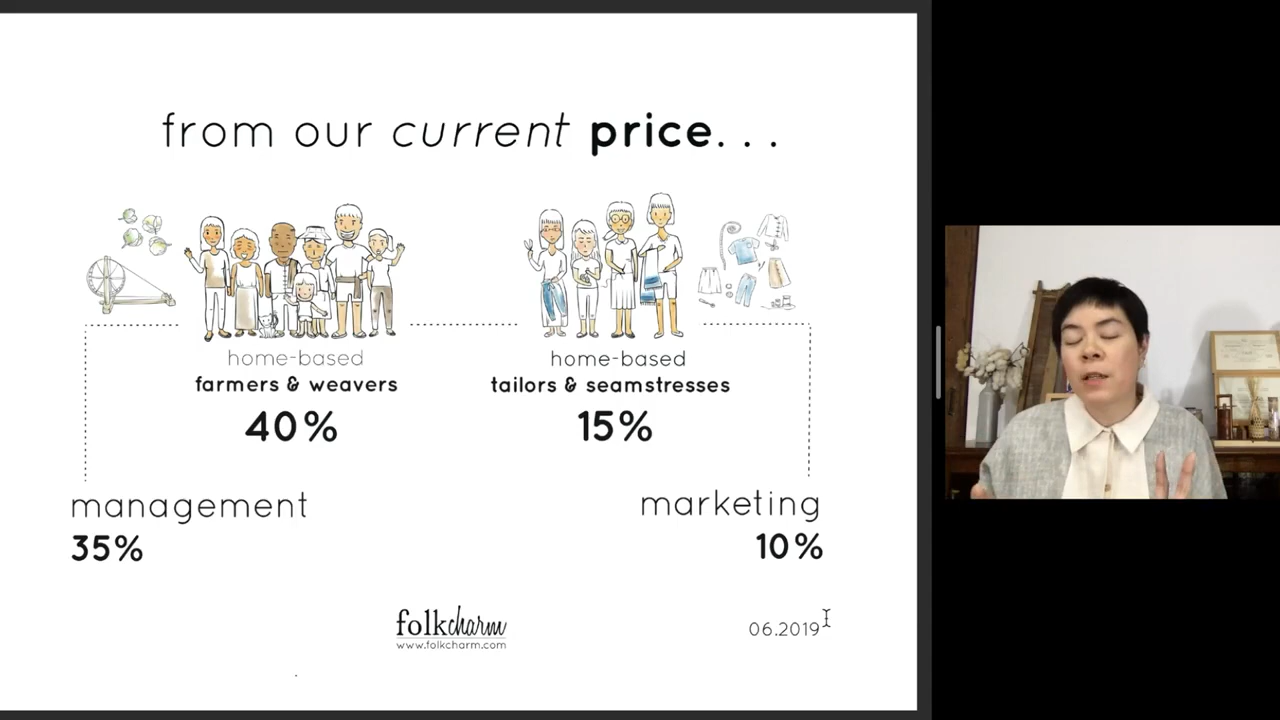 from our current price...
home-based
farmers & weavers
40%
home-based
tailors & seamstresses
15%
management
35%
marketing
10%
folkcharm
www.folkcharm.com
06.2019